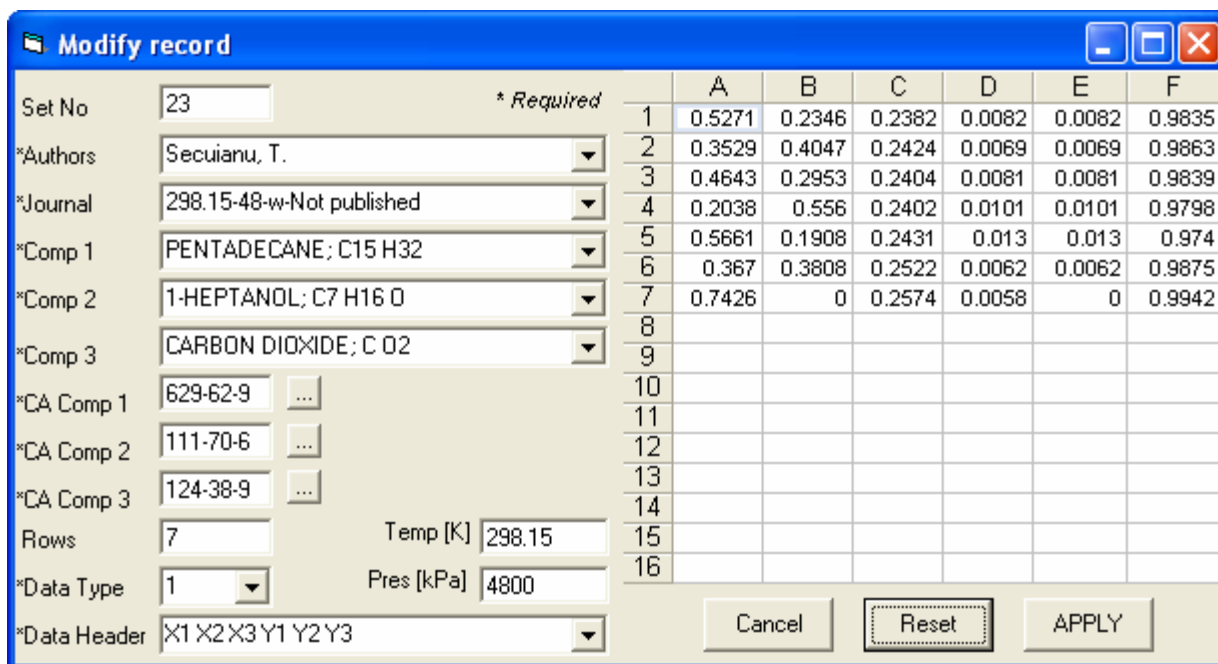 Modify record
Set No 23 * Required
*Authors Secuianu, T.
*Journal 298.15-48-w-Not published
*Comp 1 PENTADECANE; C15 H32
*Comp 2 1-HEPTANOL; C7 H16 O
*Comp 3 CARBON DIOXIDE; C O2
*CA Comp 1 629-62-9 ...
*CA Comp 2 111-70-6 ...
*CA Comp 3 124-38-9 ...
Rows 7 Temp [K] 298.15
*Data Type 1 Pres [kPa] 4800
*Data Header X1 X2 X3 Y1 Y2 Y3
A B C D E F
1 0.5271 0.2346 0.2382 0.0082 0.0082 0.9835
2 0.3529 0.4047 0.2424 0.0069 0.0069 0.9863
3 0.4643 0.2953 0.2404 0.0081 0.0081 0.9839
4 0.2038 0.556 0.2402 0.0101 0.0101 0.9798
5 0.5661 0.1908 0.2431 0.013 0.013 0.974
6 0.367 0.3808 0.2522 0.0062 0.0062 0.9875
7 0.7426 0 0.2574 0.0058 0 0.9942
8
9
10
11
12
13
14
15
16
Cancel Reset APPLY